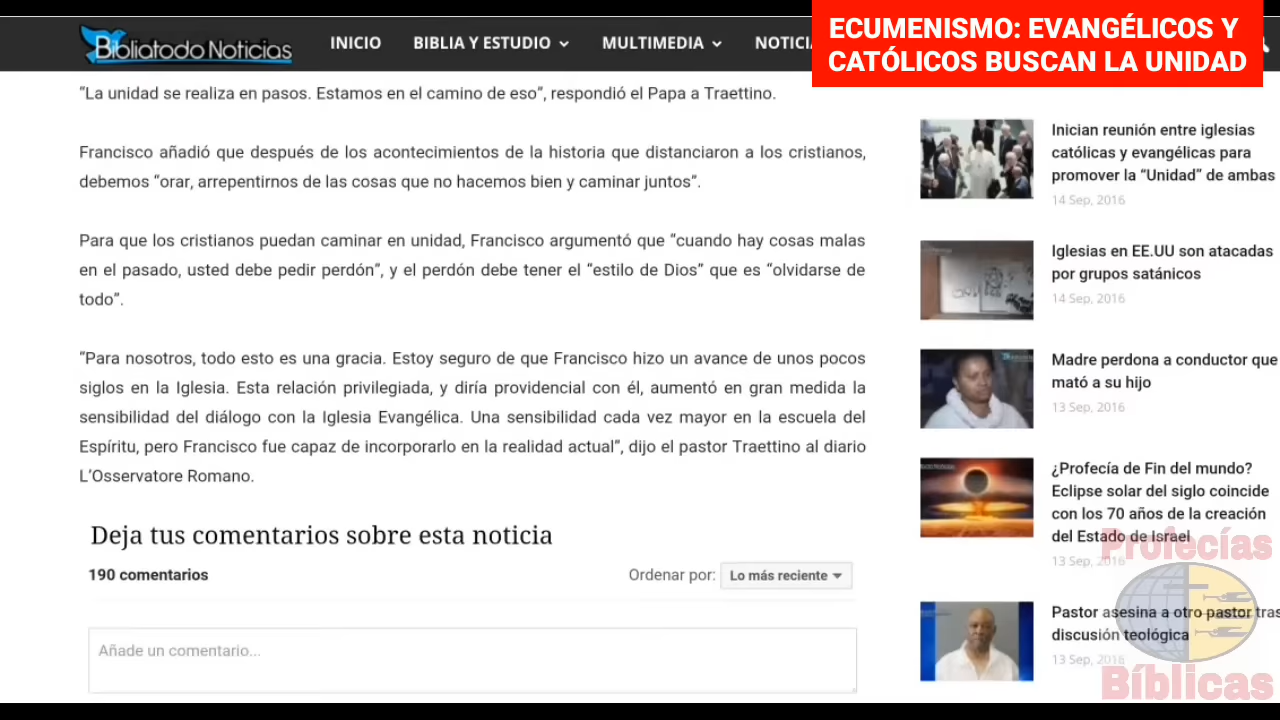 ECUMENISMO: EVANGÉLICOS Y
CATÓLICOS BUSCAN LA UNIDAD
Bibliatodo Noticias
INICIO
BIBLIA Y ESTUDIO
MULTIMEDIA
“La unidad se realiza en pasos. Estamos en el camino de eso”, respondió el Papa a Traettino.
Francisco añadió que después de los acontecimientos de la historia que distanciaron a los cristianos,
debemos “orar, arrepentirnos de las cosas que no hacemos bien y caminar juntos”.
Para que los cristianos puedan caminar en unidad, Francisco argumentó que “cuando hay cosas malas
en el pasado, usted debe pedir perdón”, y el perdón debe tener el “estilo de Dios” que es “olvidarse de
todo”.
“Para nosotros, todo esto es una gracia. Estoy seguro de que Francisco hizo un avance de unos pocos
siglos en la Iglesia. Esta relación privilegiada, y diría providencial con él, aumentó en gran medida la
sensibilidad del diálogo con la Iglesia Evangélica. Una sensibilidad cada vez mayor en la escuela del
Espíritu, pero Francisco fue capaz de incorporarlo en la realidad actual”, dijo el pastor Traettino al diario
L’Osservatore Romano.
Deja tus comentarios sobre esta noticia
190 comentarios
Ordenar por: Lo más reciente
Añade un comentario...
Inician reunión entre iglesias
católicas y evangélicas para
promover la “Unidad” de ambas
14 Sep, 2016
Iglesias en EE.UU son atacadas
por grupos satánicos
14 Sep, 2016
Madre perdona a conductor que
mató a su hijo
13 Sep, 2016
¿Profecía de Fin del mundo?
Eclipse solar del siglo coincide
con los 70 años de la creación
del Estado de Israel
13 Sep, 2016
Pastor asesina a otro pastor tras
discusión teológica
13 Sep, 2016
Profecías
Bíblicas